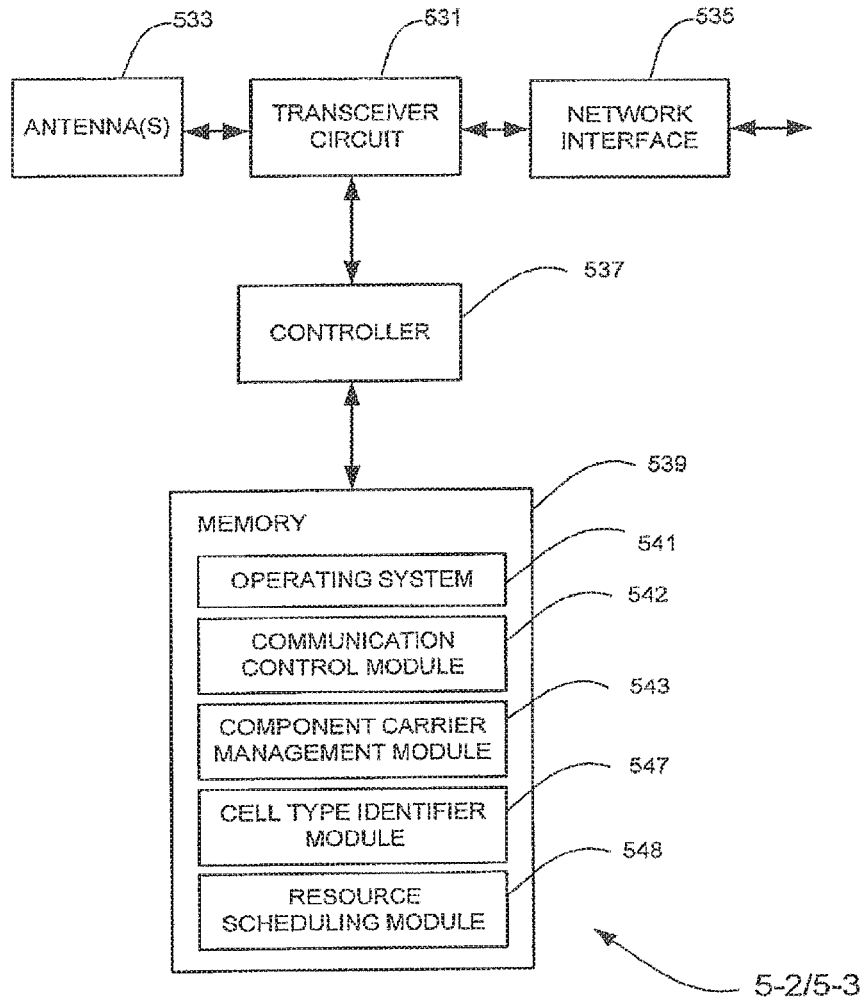 533
531
535
ANTENNA(S)
TRANSCEIVER
CIRCUIT
NETWORK
INTERFACE
537
CONTROLLER
539
MEMORY
541
OPERATING SYSTEM
542
COMMUNICATION
CONTROL MODULE
543
COMPONENT CARRIER
MANAGEMENT MODULE
547
CELL TYPE IDENTIFIER
MODULE
548
RESOURCE
SCHEDULING MODULE
5-2/5-3